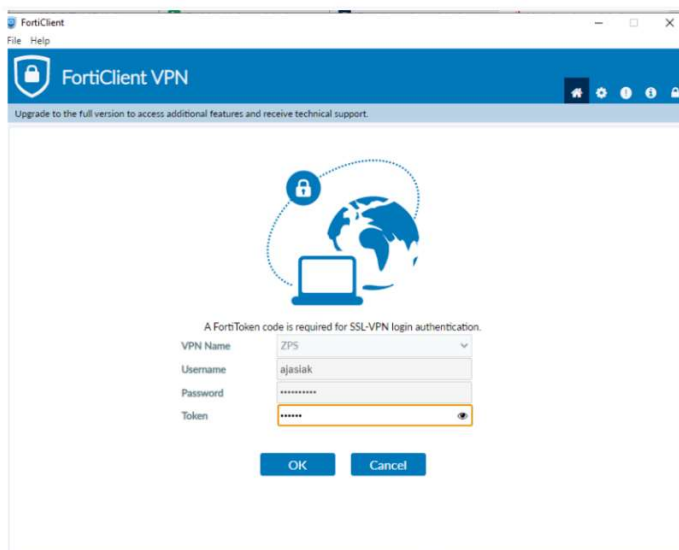 FortiClient
File Help
FortiClient VPN
Upgrade to the full version to access additional features and receive technical support.
A FortiToken code is required for SSL-VPN login authentication.
VPN Name ZPS
Username ajasiak
Password ••••••••••
Token ••••••
OK Cancel